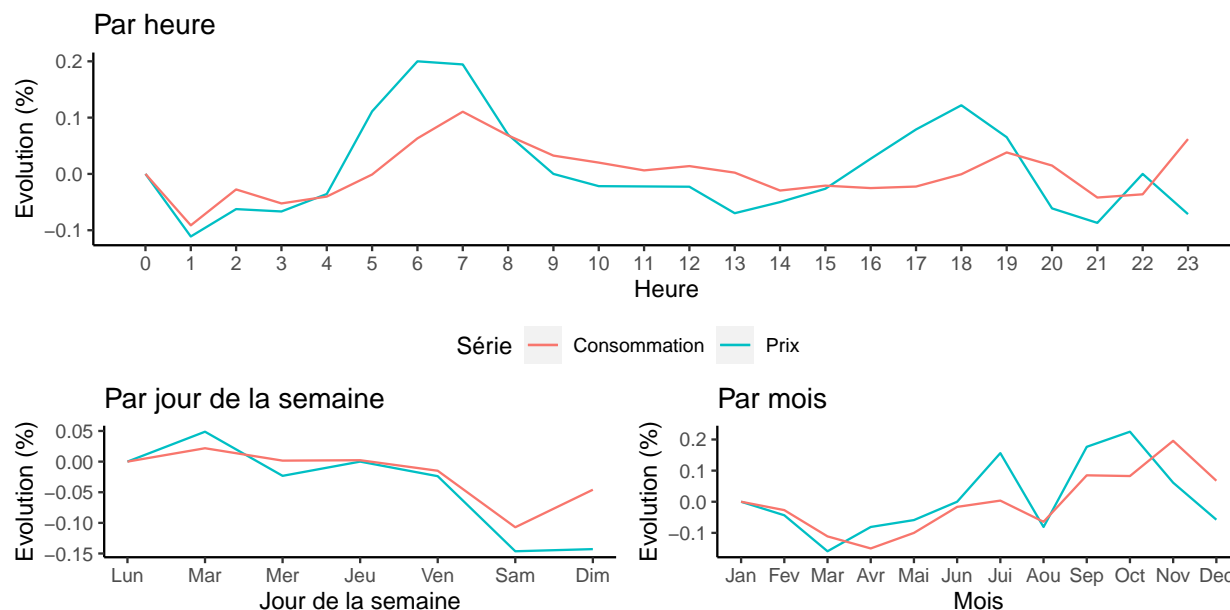 Par heure
Evolution (%)
0.2
0.1
0.0
−0.1
0 1 2 3 4 5 6 7 8 9 10 11 12 13 14 15 16 17 18 19 20 21 22 23
Heure
Série Consommation Prix
Par jour de la semaine
Evolution (%)
0.05
0.00
−0.05
−0.10
−0.15
Lun Mar Mer Jeu Ven Sam Dim
Jour de la semaine
Par mois
Evolution (%)
0.2
0.1
0.0
−0.1
Jan Fev Mar Avr Mai Jun Jui Aou Sep Oct Nov Dec
Mois